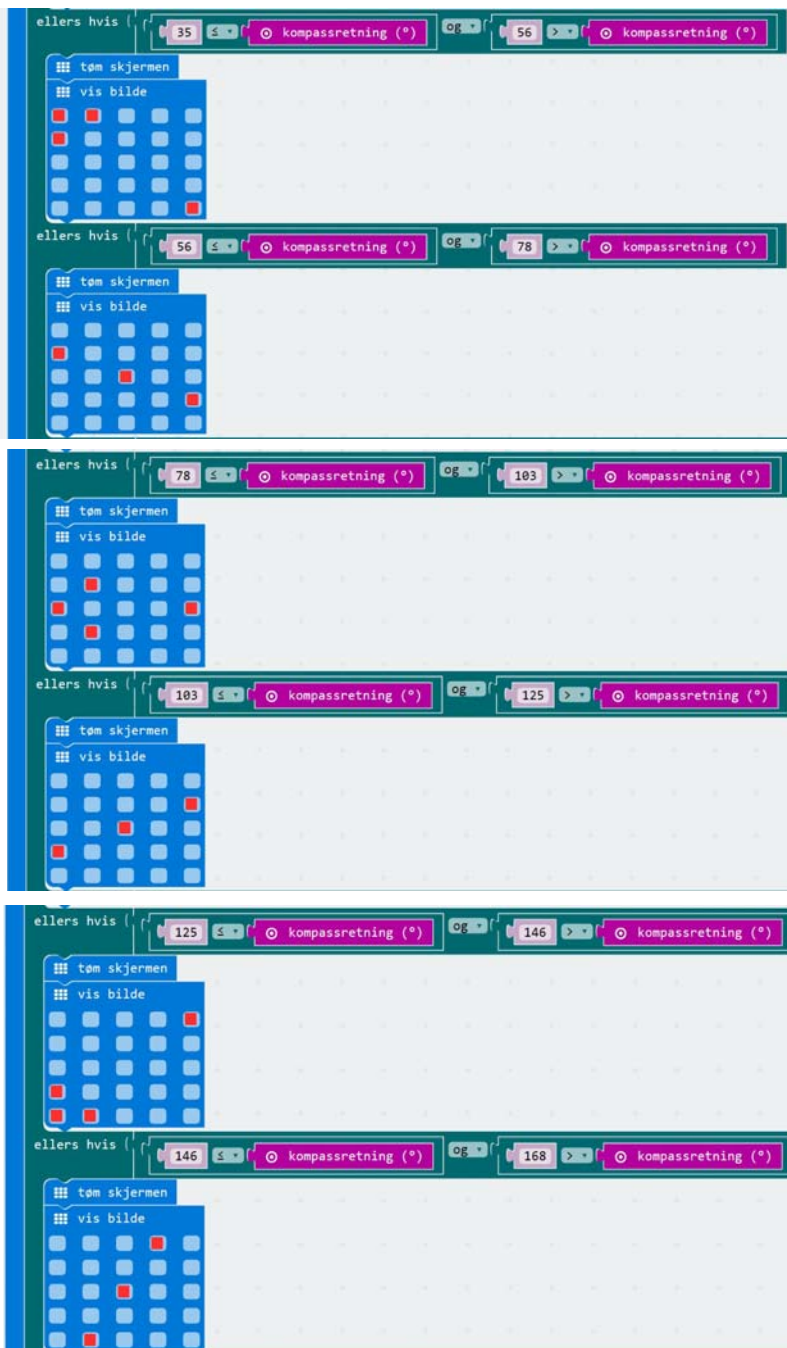 ellers hvis 35 ≤ kompassretning (°) og 56 > kompassretning (°)
tøm skjermen
vis bilde
ellers hvis 56 ≤ kompassretning (°) og 78 > kompassretning (°)
tøm skjermen
vis bilde
ellers hvis 78 ≤ kompassretning (°) og 103 > kompassretning (°)
tøm skjermen
vis bilde
ellers hvis 103 ≤ kompassretning (°) og 125 > kompassretning (°)
tøm skjermen
vis bilde
ellers hvis 125 ≤ kompassretning (°) og 146 > kompassretning (°)
tøm skjermen
vis bilde
ellers hvis 146 ≤ kompassretning (°) og 168 > kompassretning (°)
tøm skjermen
vis bilde